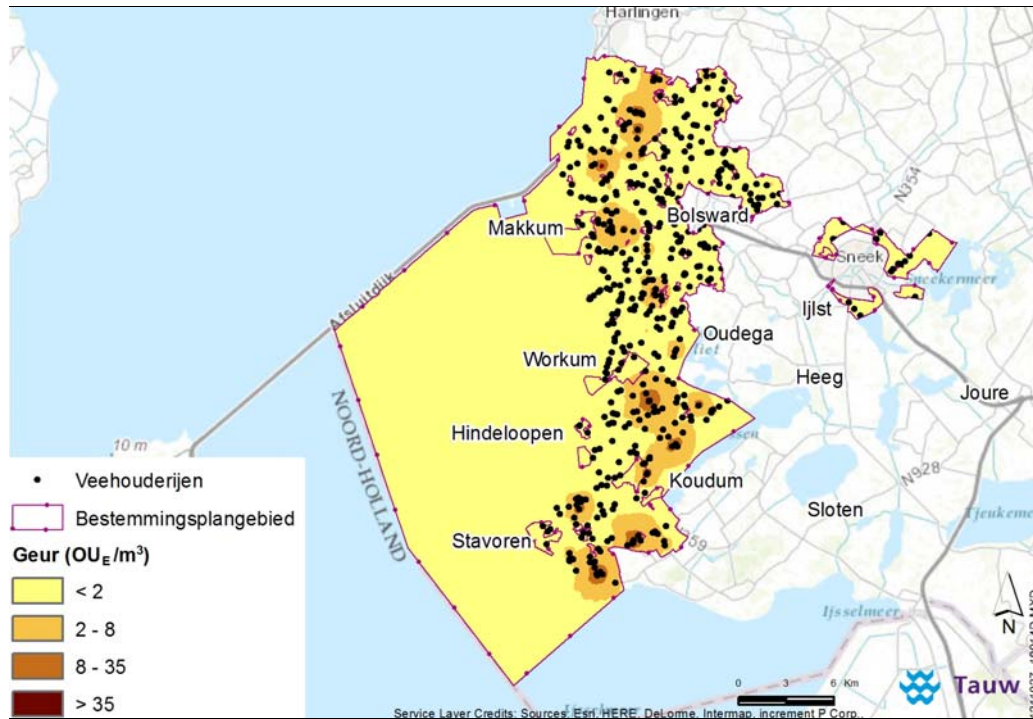 Harlingen
N354
Bolsward
Makkum
Sneek
Sneekermeer
Afsluitdijk
IJlst
Oudega
Workum
Heeg
Joure
Hindeloopen
10 m
NOORD-HOLLAND
Koudum
N928
Sloten
Tjeukeme
Stavoren
Ijsselmeer
N
Veehouderijen
Bestemmingsplangebied
Geur (OUE/m³)
< 2
2 - 8
8 - 35
> 35
0 3 6 Km
Tauw
Service Layer Credits: Sources: Esri, HERE, DeLorme, Intermap, increment P Corp.,